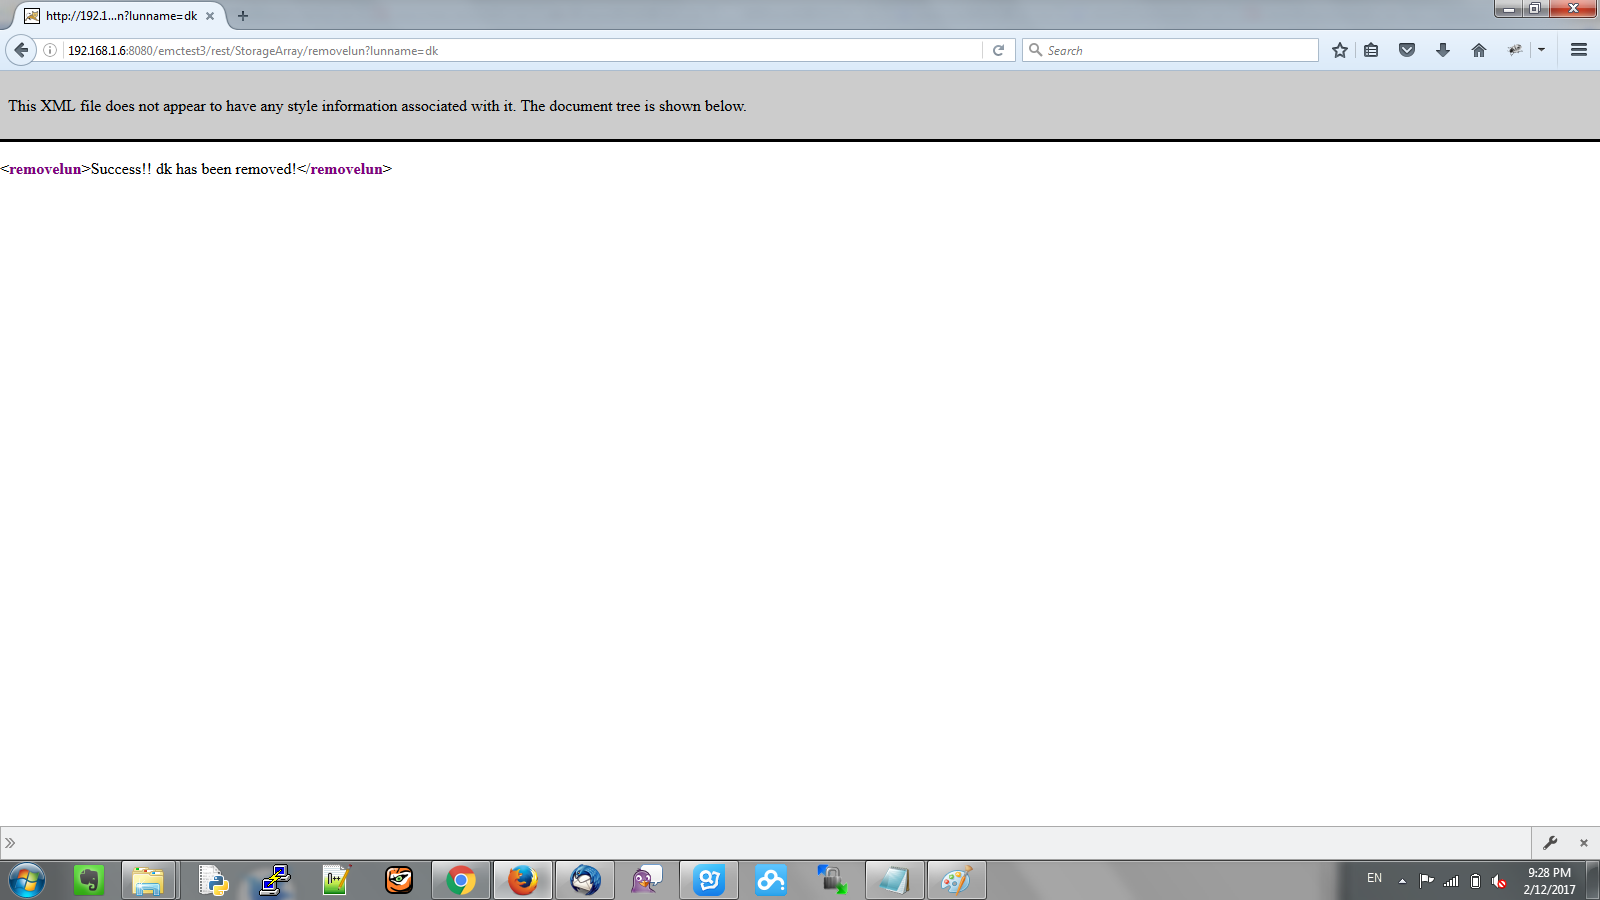 http://192.1...n?lunname=dk
192.168.1.6:8080/emctest3/rest/StorageArray/removelun?lunname=dk
Search
This XML file does not appear to have any style information associated with it. The document tree is shown below.
<removelun>Success!! dk has been removed!</removelun>
EN
9:28 PM
2/12/2017